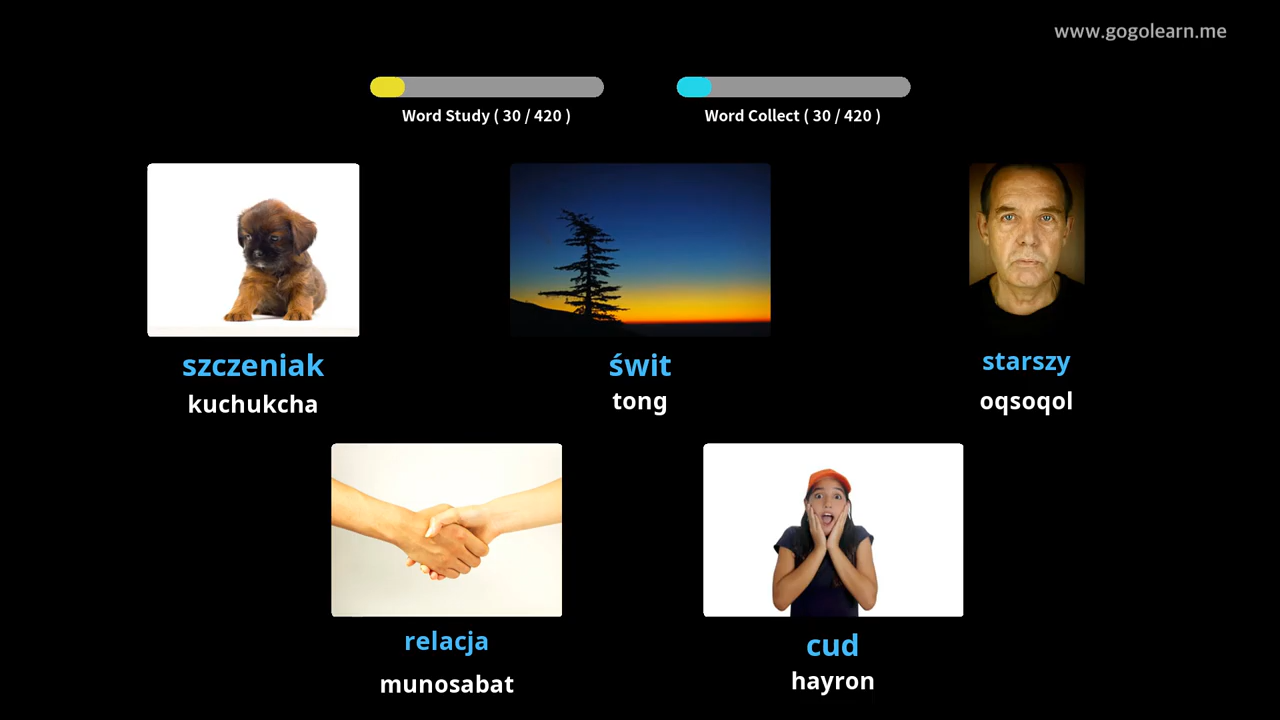 www.gogolearn.me
Word Study ( 30 / 420 )
Word Collect ( 30 / 420 )
szczeniak
kuchukcha
świt
tong
starszy
oqsoqol
relacja
munosabat
cud
hayron